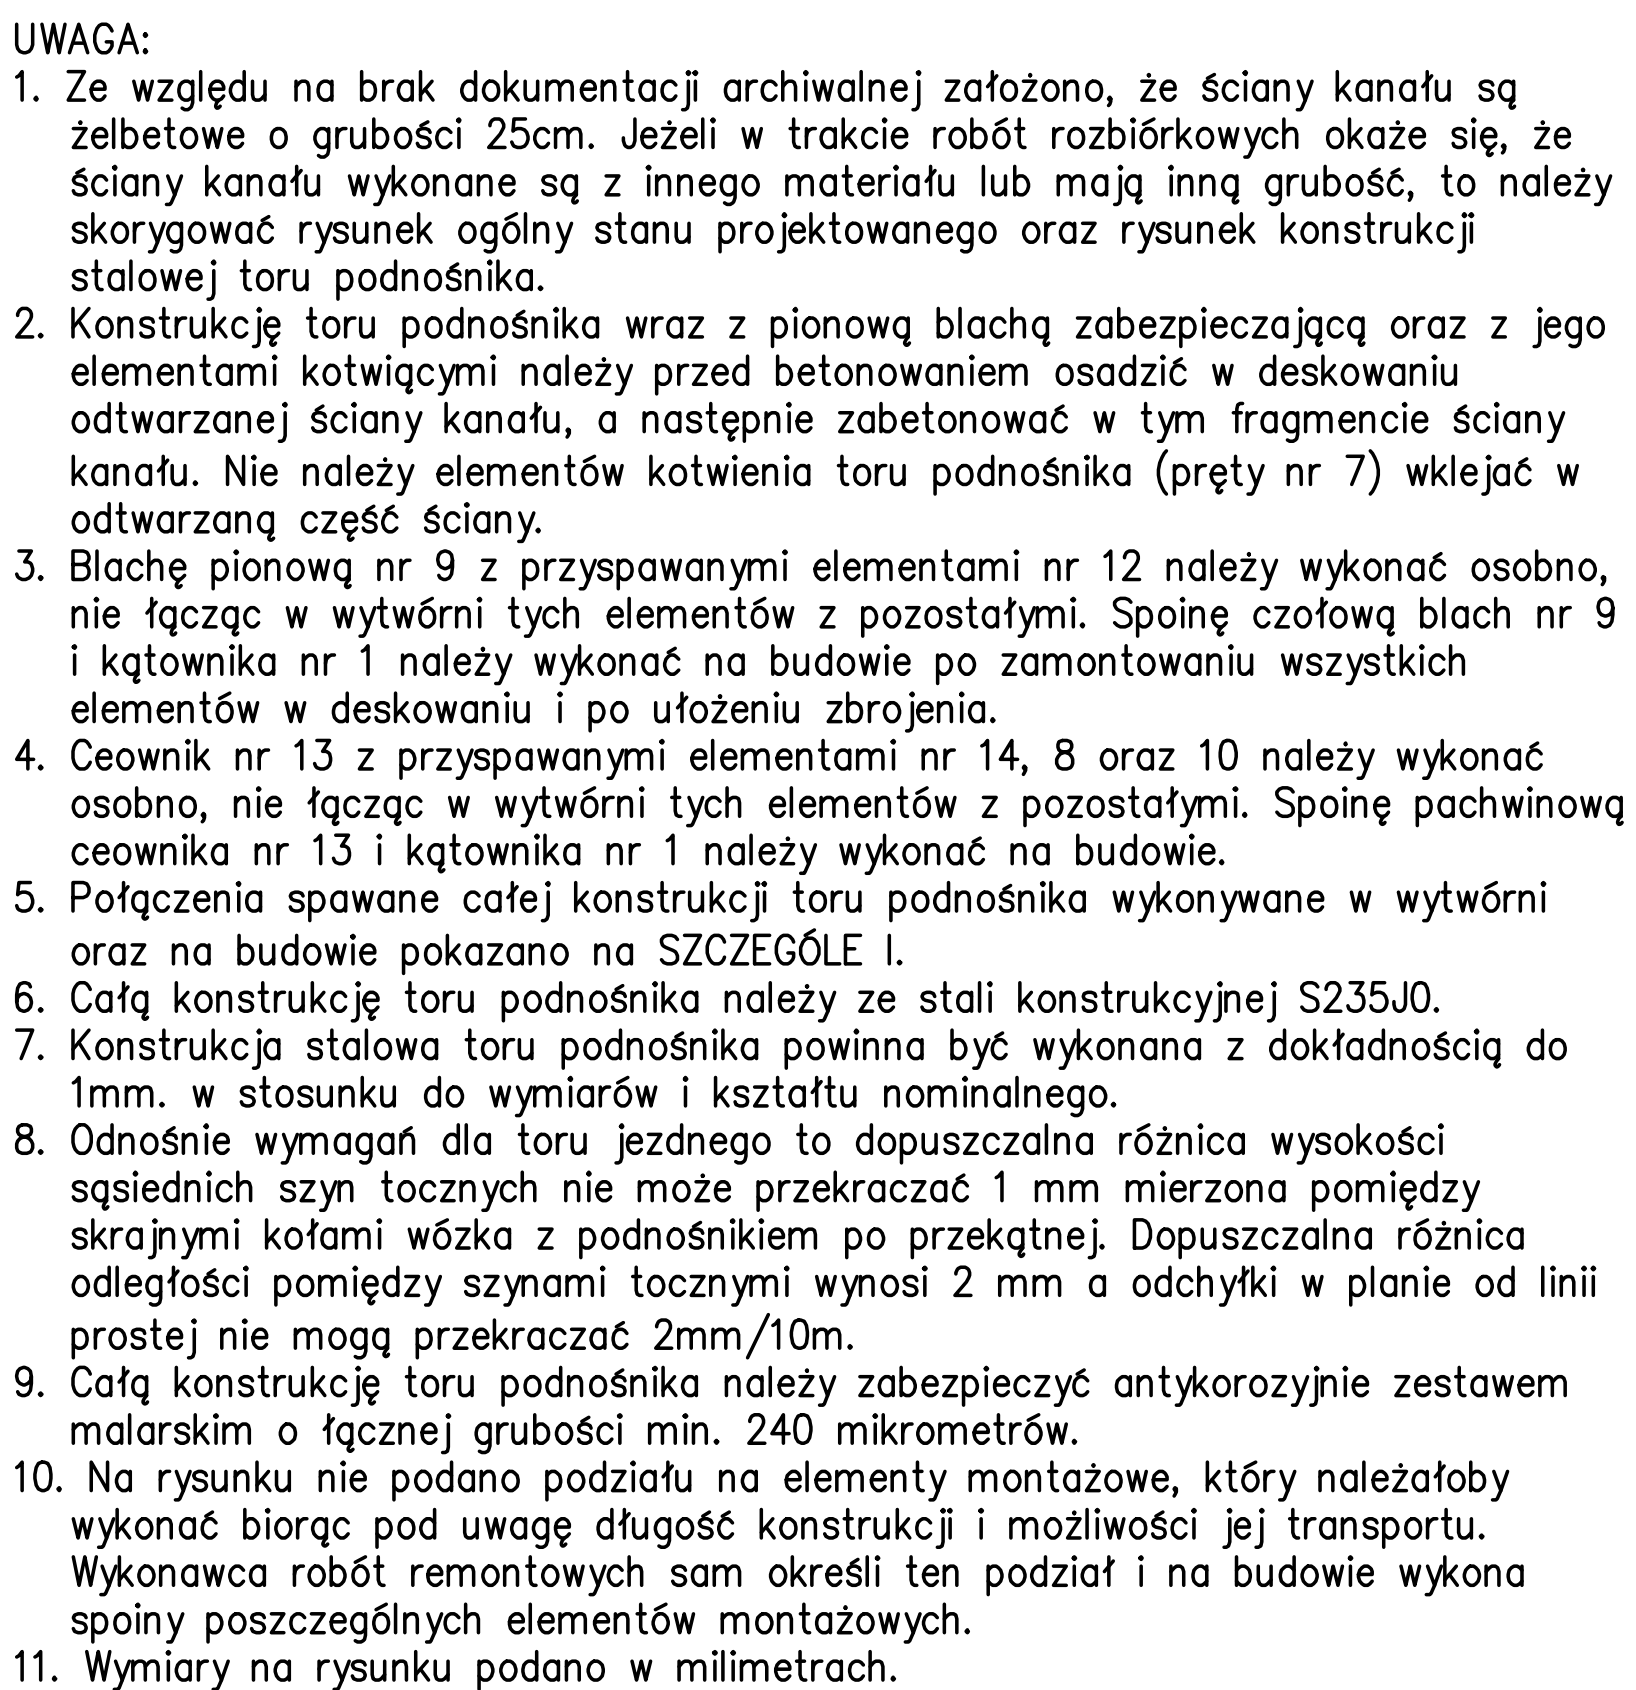 UWAGA:
1. Ze względu na brak dokumentacji archiwalnej założono, że ściany kanału są
żelbetowe o grubości 25cm. Jeżeli w trakcie robót rozbiórkowych okaże się, że
ściany kanału wykonane są z innego materiału lub mają inną grubość, to należy
skorygować rysunek ogólny stanu projektowanego oraz rysunek konstrukcji
stalowej toru podnośnika.
2. Konstrukcję toru podnośnika wraz z pionową blachą zabezpieczającą oraz z jego
elementami kotwiącymi należy przed betonowaniem osadzić w deskowaniu
odtwarzanej ściany kanału, a następnie zabetonować w tym fragmencie ściany
kanału. Nie należy elementów kotwienia toru podnośnika (pręty nr 7) wklejać w
odtwarzaną część ściany.
3. Blachę pionową nr 9 z przyspawanymi elementami nr 12 należy wykonać osobno,
nie łącząc w wytwórni tych elementów z pozostałymi. Spoinę czołową blach nr 9
i kątownika nr 1 należy wykonać na budowie po zamontowaniu wszystkich
elementów w deskowaniu i po ułożeniu zbrojenia.
4. Ceownik nr 13 z przyspawanymi elementami nr 14, 8 oraz 10 należy wykonać
osobno, nie łącząc w wytwórni tych elementów z pozostałymi. Spoinę pachwinową
ceownika nr 13 i kątownika nr 1 należy wykonać na budowie.
5. Połączenia spawane całej konstrukcji toru podnośnika wykonywane w wytwórni
oraz na budowie pokazano na SZCZEGÓLE I.
6. Całą konstrukcję toru podnośnika należy ze stali konstrukcyjnej S235J0.
7. Konstrukcja stalowa toru podnośnika powinna być wykonana z dokładnością do
1mm. w stosunku do wymiarów i kształtu nominalnego.
8. Odnośnie wymagań dla toru jezdnego to dopuszczalna różnica wysokości
sąsiednich szyn tocznych nie może przekraczać 1 mm mierzona pomiędzy
skrajnymi kołami wózka z podnośnikiem po przekątnej. Dopuszczalna różnica
odległości pomiędzy szynami tocznymi wynosi 2 mm a odchyłki w planie od linii
prostej nie mogą przekraczać 2mm/10m.
9. Całą konstrukcję toru podnośnika należy zabezpieczyć antykorozyjnie zestawem
malarskim o łącznej grubości min. 240 mikrometrów.
10. Na rysunku nie podano podziału na elementy montażowe, który należałoby
wykonać biorąc pod uwagę długość konstrukcji i możliwości jej transportu.
Wykonawca robót remontowych sam określi ten podział i na budowie wykona
spoiny poszczególnych elementów montażowych.
11. Wymiary na rysunku podano w milimetrach.